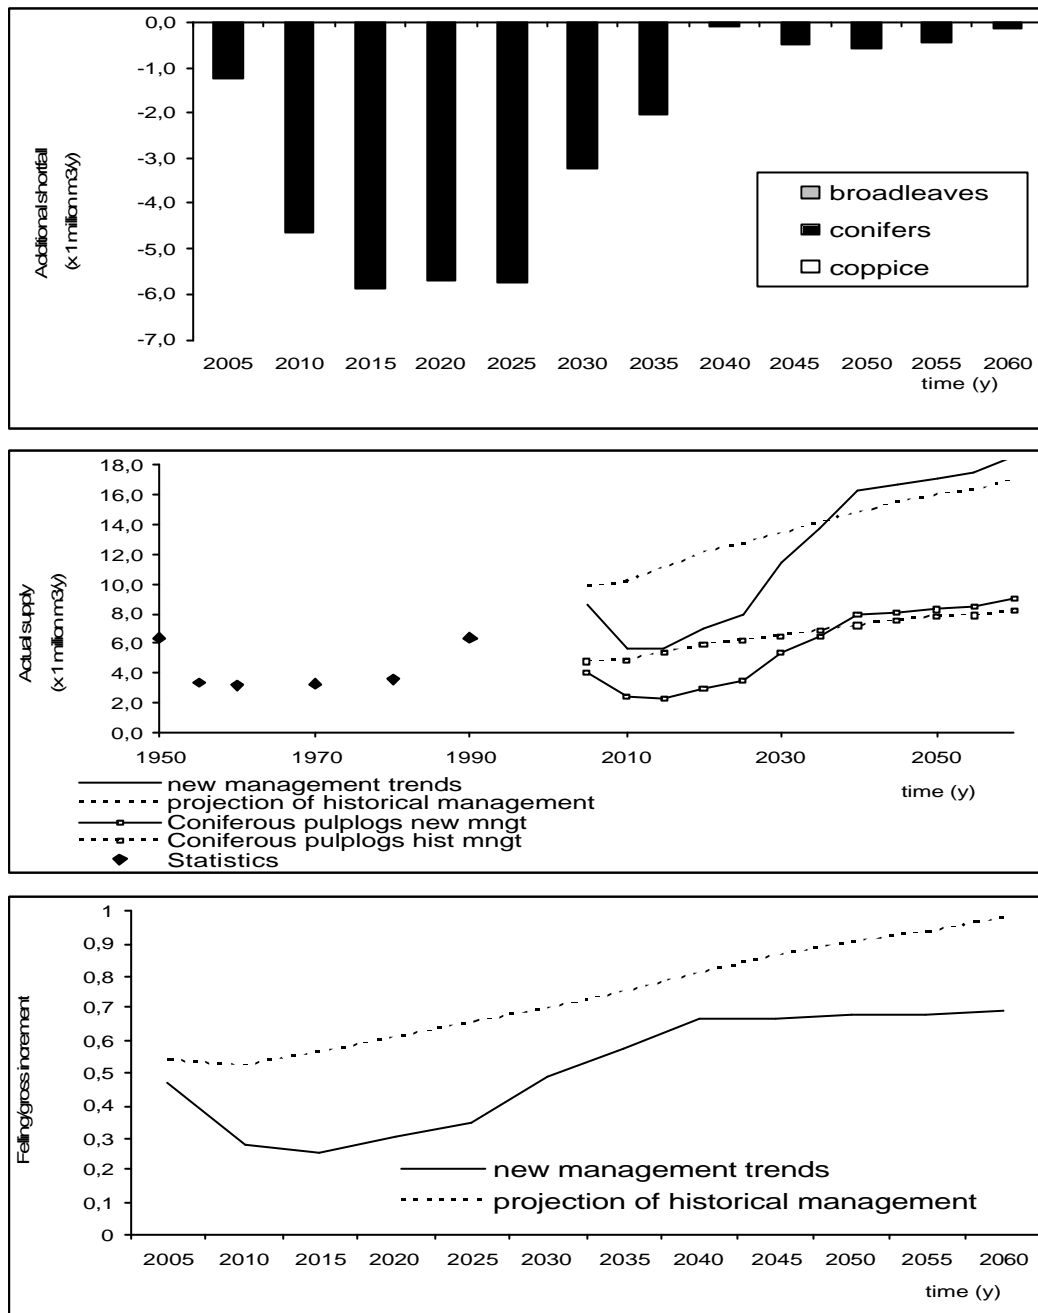 0,0
-1,0
-2,0
-3,0
-4,0
-5,0
-6,0
-7,0
Additional shortfall
(x 1 million m3/y)
broadleaves
conifers
coppice
2005 2010 2015 2020 2025 2030 2035 2040 2045 2050 2055 2060
time (y)
18,0
16,0
14,0
12,0
10,0
8,0
6,0
4,0
2,0
0,0
Actual supply
(x 1 million m3/y)
1950 1970 1990 2010 2030 2050
time (y)
new management trends
projection of historical management
Coniferous pulplogs new mngt
Coniferous pulplogs hist mngt
Statistics
1
0,9
0,8
0,7
0,6
0,5
0,4
0,3
0,2
0,1
0
Felling/gross increment
new management trends
projection of historical management
2005 2010 2015 2020 2025 2030 2035 2040 2045 2050 2055 2060
time (y)